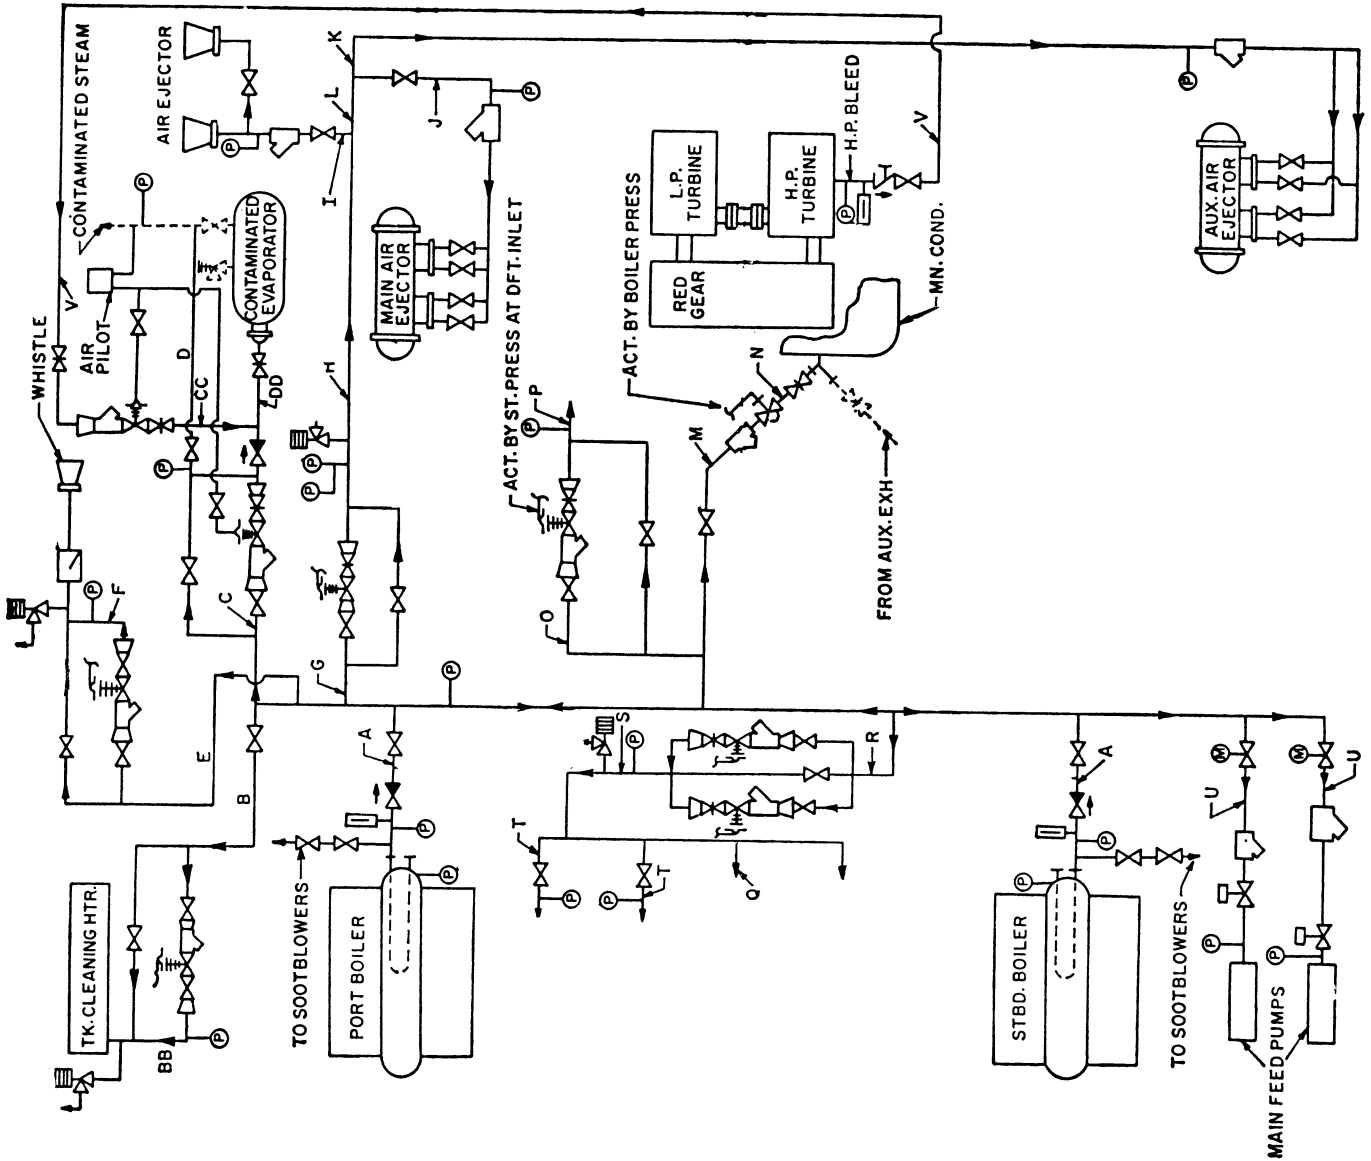 CONTAMINATED STEAM
AIR EJECTOR
K
L
J
I
P
P
P
P
V
H.P. BLEED
L.P.
TURBINE
H.P.
TURBINE
P
RED
GEAR
MN. COND.
AUX. AIR
EJECTOR
MAIN AIR
EJECTOR
CONTAMINATED
EVAPORATOR
AIR
PILOT
V
WHISTLE
D
CC
DD
P
H
P
P
ACT. BY ST. PRESS AT DFT. INLET
ACT. BY BOILER PRESS
P
P
N
M
FROM AUX. EXH
P
F
C
G
O
P
E
B
A
S
P
R
A
M
M
U
U
T
T
Q
P
P
P
P
P
P
P
P
TK. CLEANING HTR.
BB
P
TO SOOTBLOWERS
PORT BOILER
STBD. BOILER
TO SOOTBLOWERS
MAIN FEED PUMPS